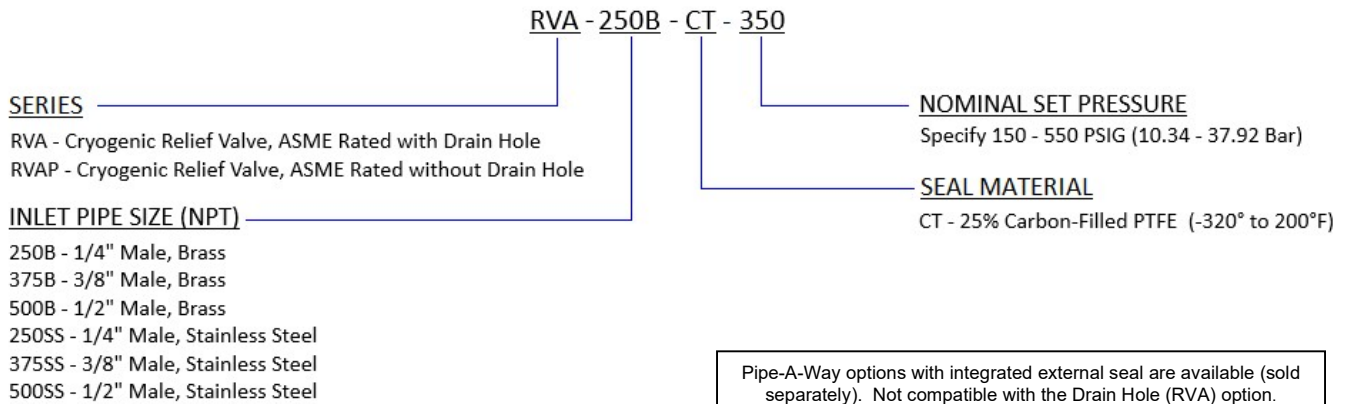 RVA - 250B - CT - 350
SERIES
RVA - Cryogenic Relief Valve, ASME Rated with Drain Hole
RVAP - Cryogenic Relief Valve, ASME Rated without Drain Hole
INLET PIPE SIZE (NPT)
250B - 1/4" Male, Brass
375B - 3/8" Male, Brass
500B - 1/2" Male, Brass
250SS - 1/4" Male, Stainless Steel
375SS - 3/8" Male, Stainless Steel
500SS - 1/2" Male, Stainless Steel
NOMINAL SET PRESSURE
Specify 150 - 550 PSIG (10.34 - 37.92 Bar)
SEAL MATERIAL
CT - 25% Carbon-Filled PTFE (-320° to 200°F)
Pipe-A-Way options with integrated external seal are available (sold
separately). Not compatible with the Drain Hole (RVA) option.